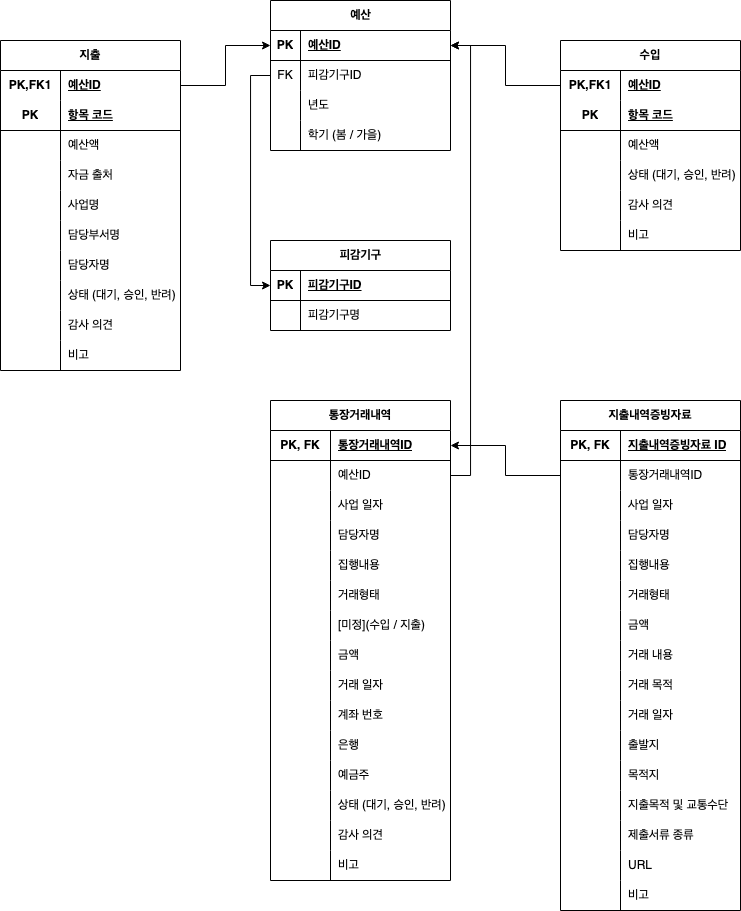 예산
PK 예산ID
FK 피감기구ID
년도
학기 (봄 / 가을)
지출
PK,FK1 예산ID
PK 항목 코드
예산액
자금 출처
사업명
담당부서명
담당자명
상태 (대기, 승인, 반려)
감사 의견
비고
수입
PK,FK1 예산ID
PK 항목 코드
예산액
상태 (대기, 승인, 반려)
감사 의견
비고
피감기구
PK 피감기구ID
피감기구명
통장거래내역
PK, FK 통장거래내역ID
예산ID
사업 일자
담당자명
집행내용
거래형태
[미정](수입 / 지출)
금액
거래 일자
계좌 번호
은행
예금주
상태 (대기, 승인, 반려)
감사 의견
비고
지출내역증빙자료
PK, FK 지출내역증빙자료 ID
통장거래내역ID
사업 일자
담당자명
집행내용
거래형태
금액
거래 내용
거래 목적
거래 일자
출발지
목적지
지출목적 및 교통수단
제출서류 종류
URL
비고